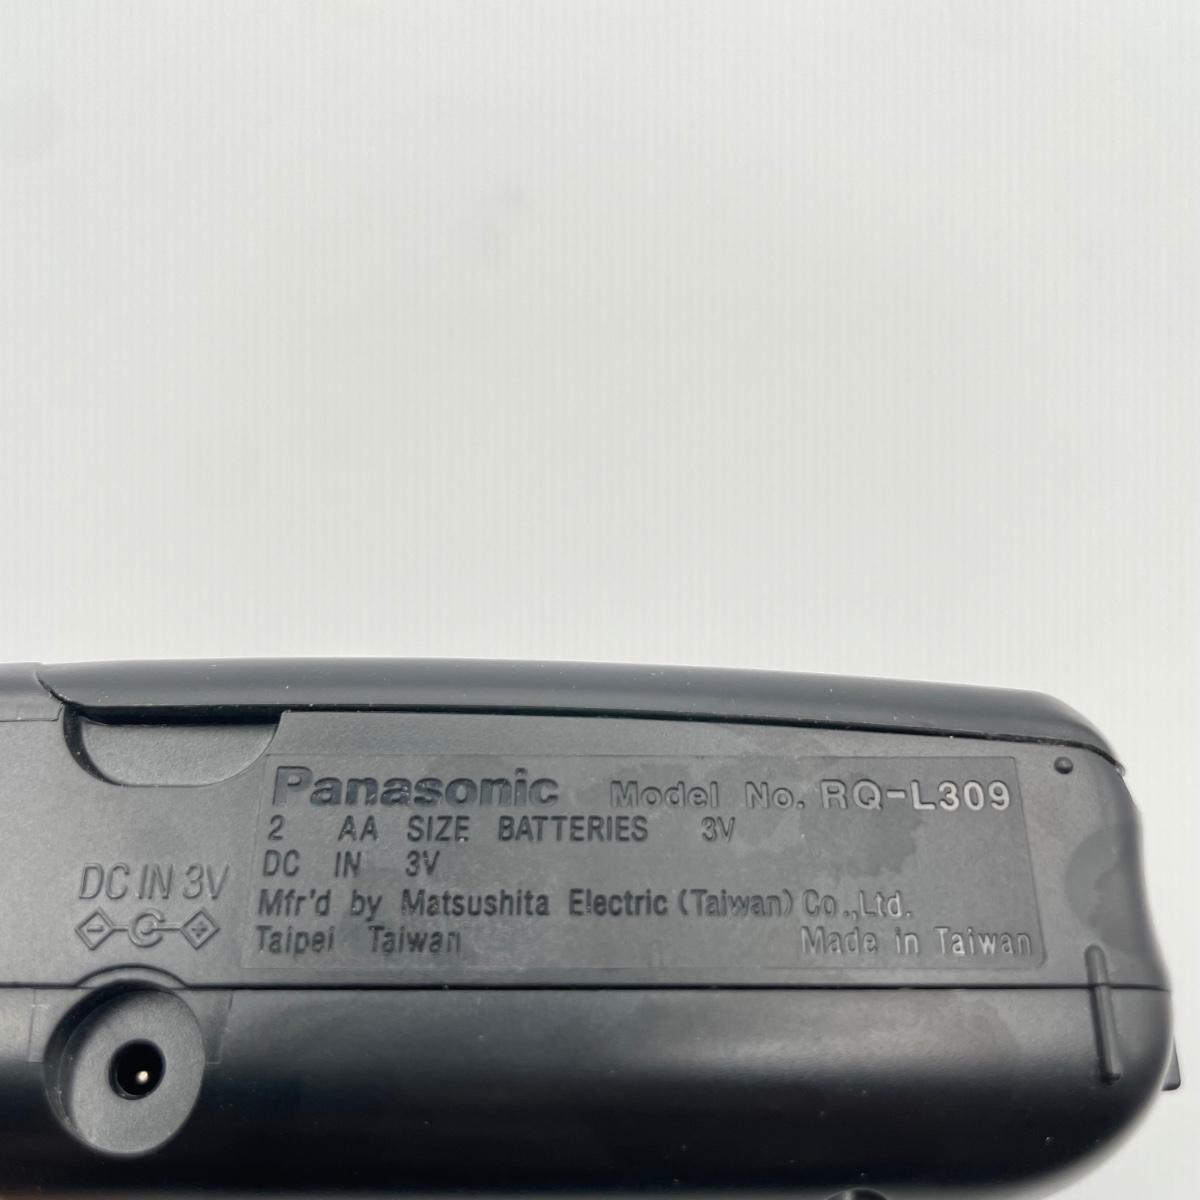 Panasonic Model No. RQ-L309
2 AA SIZE BATTERIES 3V
DC IN 3V
Mfr'd by Matsushita Electric (Taiwan) Co.,Ltd.
Taipei Taiwan Made in Taiwan
DC IN 3V